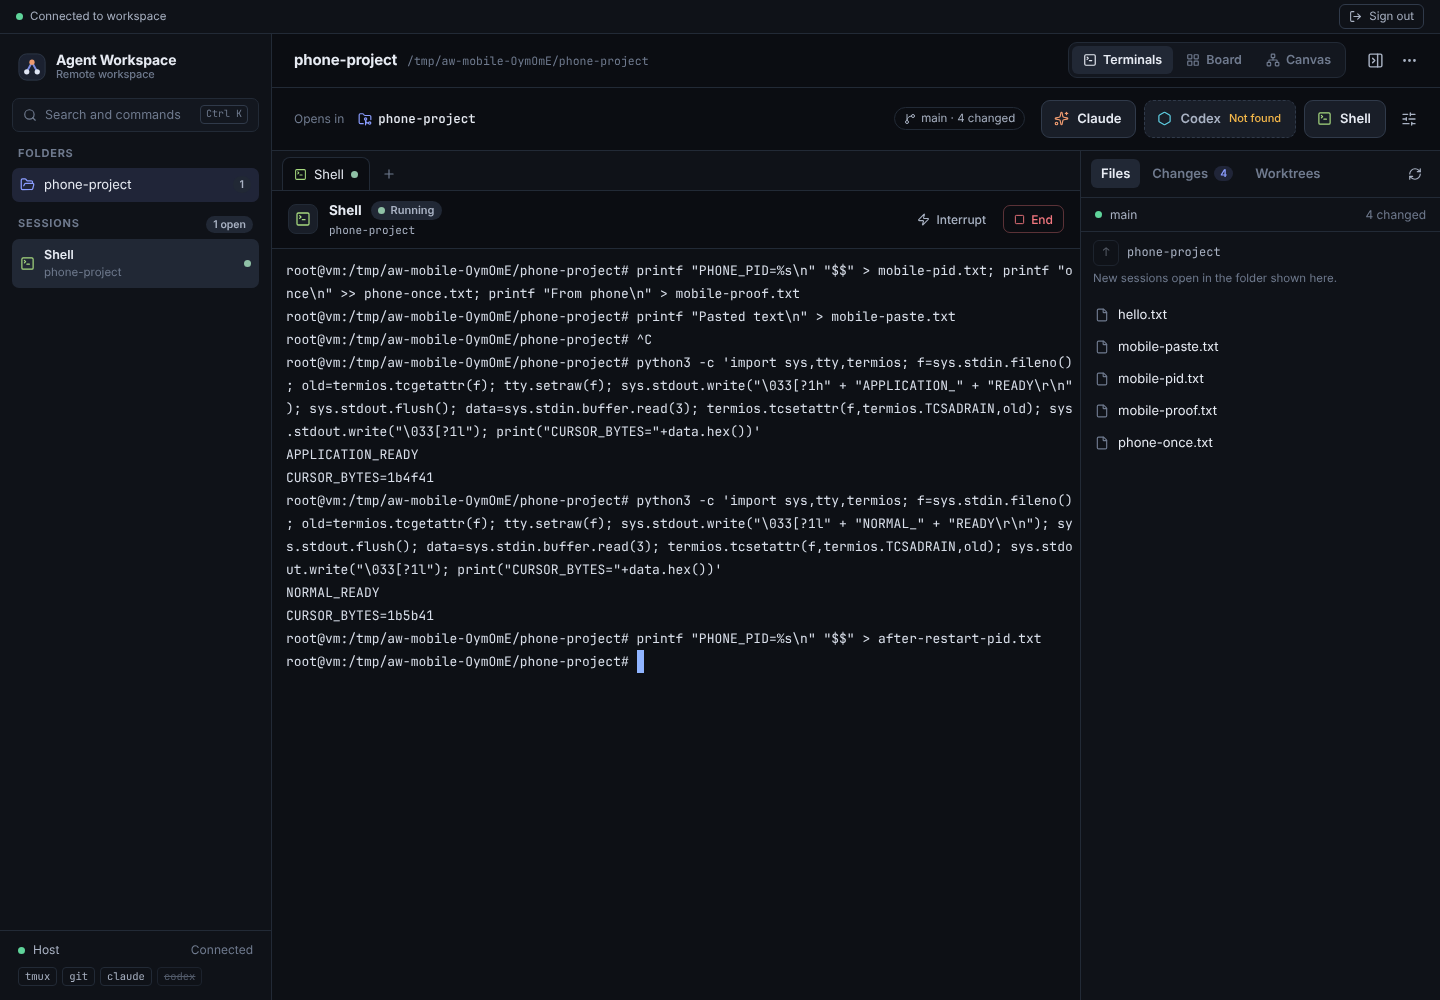 Connected to workspace
Sign out
Agent Workspace
Remote workspace
Search and commands Ctrl K
FOLDERS
phone-project 1
SESSIONS 1 open
Shell
phone-project
Host Connected
tmux git claude codex
phone-project /tmp/aw-mobile-OymOmE/phone-project
Terminals Board Canvas
Opens in phone-project
main · 4 changed
Claude
Codex Not found
Shell
Shell
Shell Running
phone-project
Interrupt End
root@vm:/tmp/aw-mobile-OymOmE/phone-project# printf "PHONE_PID=%s\n" "$$" > mobile-pid.txt; printf "o
nce\n" >> phone-once.txt; printf "From phone\n" > mobile-proof.txt
root@vm:/tmp/aw-mobile-OymOmE/phone-project# printf "Pasted text\n" > mobile-paste.txt
root@vm:/tmp/aw-mobile-OymOmE/phone-project# ^C
root@vm:/tmp/aw-mobile-OymOmE/phone-project# python3 -c 'import sys,tty,termios; f=sys.stdin.fileno()
; old=termios.tcgetattr(f); tty.setraw(f); sys.stdout.write("\033[?1h" + "APPLICATION_" + "READY\r\n"
); sys.stdout.flush(); data=sys.stdin.buffer.read(3); termios.tcsetattr(f,termios.TCSADRAIN,old); sys
.stdout.write("\033[?1l"); print("CURSOR_BYTES="+data.hex())'
APPLICATION_READY
CURSOR_BYTES=1b4f41
root@vm:/tmp/aw-mobile-OymOmE/phone-project# python3 -c 'import sys,tty,termios; f=sys.stdin.fileno()
; old=termios.tcgetattr(f); tty.setraw(f); sys.stdout.write("\033[?1l" + "NORMAL_" + "READY\r\n"); sy
s.stdout.flush(); data=sys.stdin.buffer.read(3); termios.tcsetattr(f,termios.TCSADRAIN,old); sys.stdo
ut.write("\033[?1l"); print("CURSOR_BYTES="+data.hex())'
NORMAL_READY
CURSOR_BYTES=1b5b41
root@vm:/tmp/aw-mobile-OymOmE/phone-project# printf "PHONE_PID=%s\n" "$$" > after-restart-pid.txt
root@vm:/tmp/aw-mobile-OymOmE/phone-project#
Files Changes 4 Worktrees
main 4 changed
phone-project
New sessions open in the folder shown here.
hello.txt
mobile-paste.txt
mobile-pid.txt
mobile-proof.txt
phone-once.txt